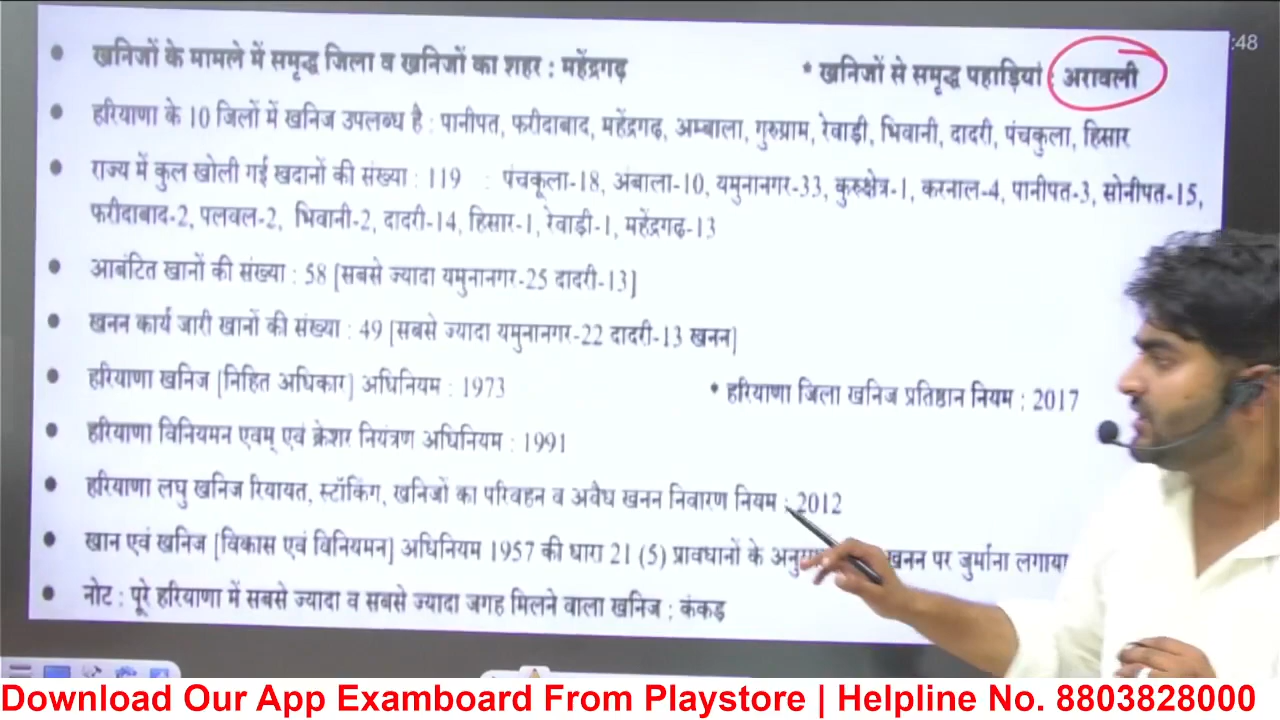 :48
• खनिजों के मामले में समृद्ध जिला व खनिजों का शहर : महेंद्रगढ़ * खनिजों से समृद्ध पहाड़ियां : अरावली
• हरियाणा के 10 जिलों में खनिज उपलब्ध है : पानीपत, फरीदाबाद, महेंद्रगढ़, अम्बाला, गुरुग्राम, रेवाड़ी, भिवानी, दादरी, पंचकुला, हिसार
• राज्य में कुल खोली गई खदानों की संख्या : 119 : पंचकूला-18, अंबाला-10, यमुनानगर-33, कुरुक्षेत्र-1, करनाल-4, पानीपत-3, सोनीपत-15,
फरीदाबाद-2, पलवल-2, भिवानी-2, दादरी-14, हिसार-1, रेवाड़ी-1, महेंद्रगढ़-13
• आबंटित खानों की संख्या : 58 [सबसे ज्यादा यमुनानगर-25 दादरी-13]
• खनन कार्य जारी खानों की संख्या : 49 [सबसे ज्यादा यमुनानगर-22 दादरी-13 खनन]
• हरियाणा खनिज [निहित अधिकार] अधिनियम : 1973 * हरियाणा जिला खनिज प्रतिष्ठान नियम : 2017
• हरियाणा विनियमन एवम् एवं क्रेशर नियंत्रण अधिनियम : 1991
• हरियाणा लघु खनिज रियायत, स्टॉकिंग, खनिजों का परिवहन व अवैध खनन निवारण नियम : 2012
• खान एवं खनिज [विकास एवं विनियमन] अधिनियम 1957 की धारा 21 (5) प्रावधानों के खनन पर जुर्माना लगाया
• नोट : पूरे हरियाणा में सबसे ज्यादा व सबसे ज्यादा जगह मिलने वाला खनिज : कंकड़
Download Our App Examboard From Playstore | Helpline No. 8803828000